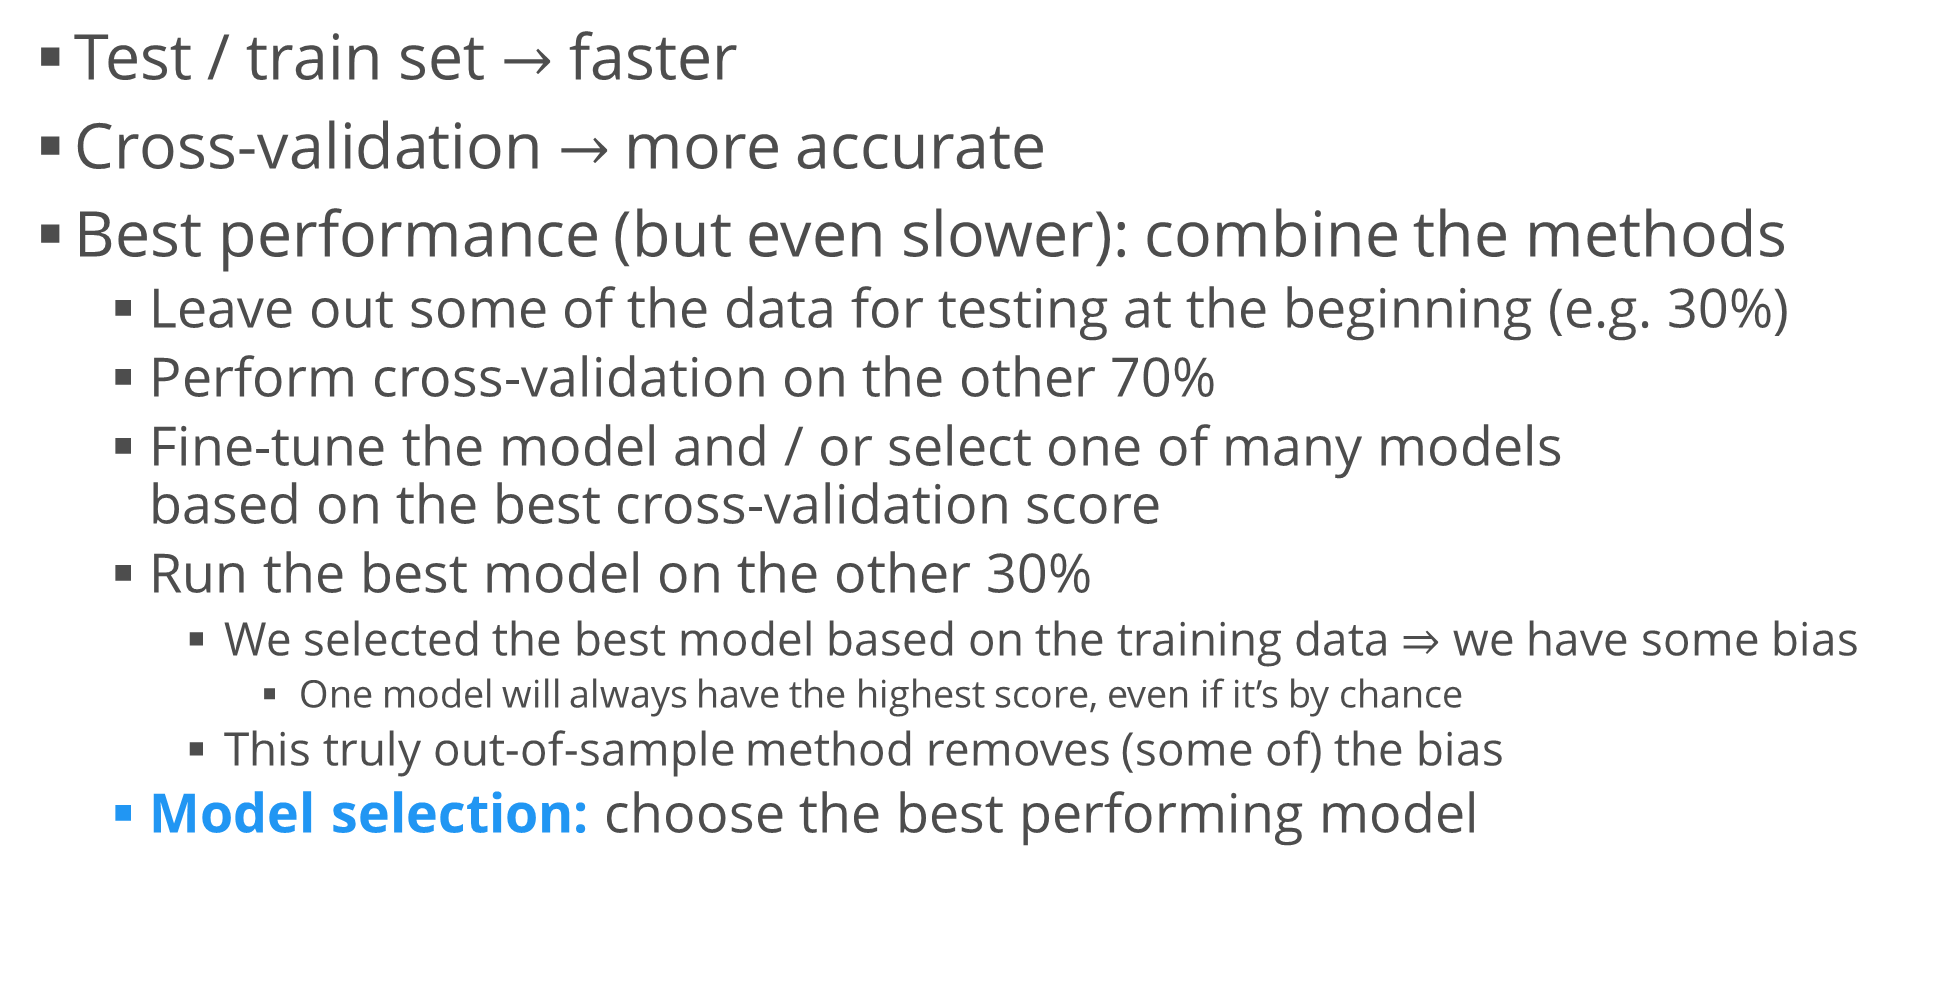 ▪ Test / train set → faster
▪ Cross-validation → more accurate
▪ Best performance (but even slower): combine the methods
▪ Leave out some of the data for testing at the beginning (e.g. 30%)
▪ Perform cross-validation on the other 70%
▪ Fine-tune the model and / or select one of many models
based on the best cross-validation score
▪ Run the best model on the other 30%
▪ We selected the best model based on the training data ⇒ we have some bias
▪ One model will always have the highest score, even if it’s by chance
▪ This truly out-of-sample method removes (some of) the bias
▪ Model selection: choose the best performing model